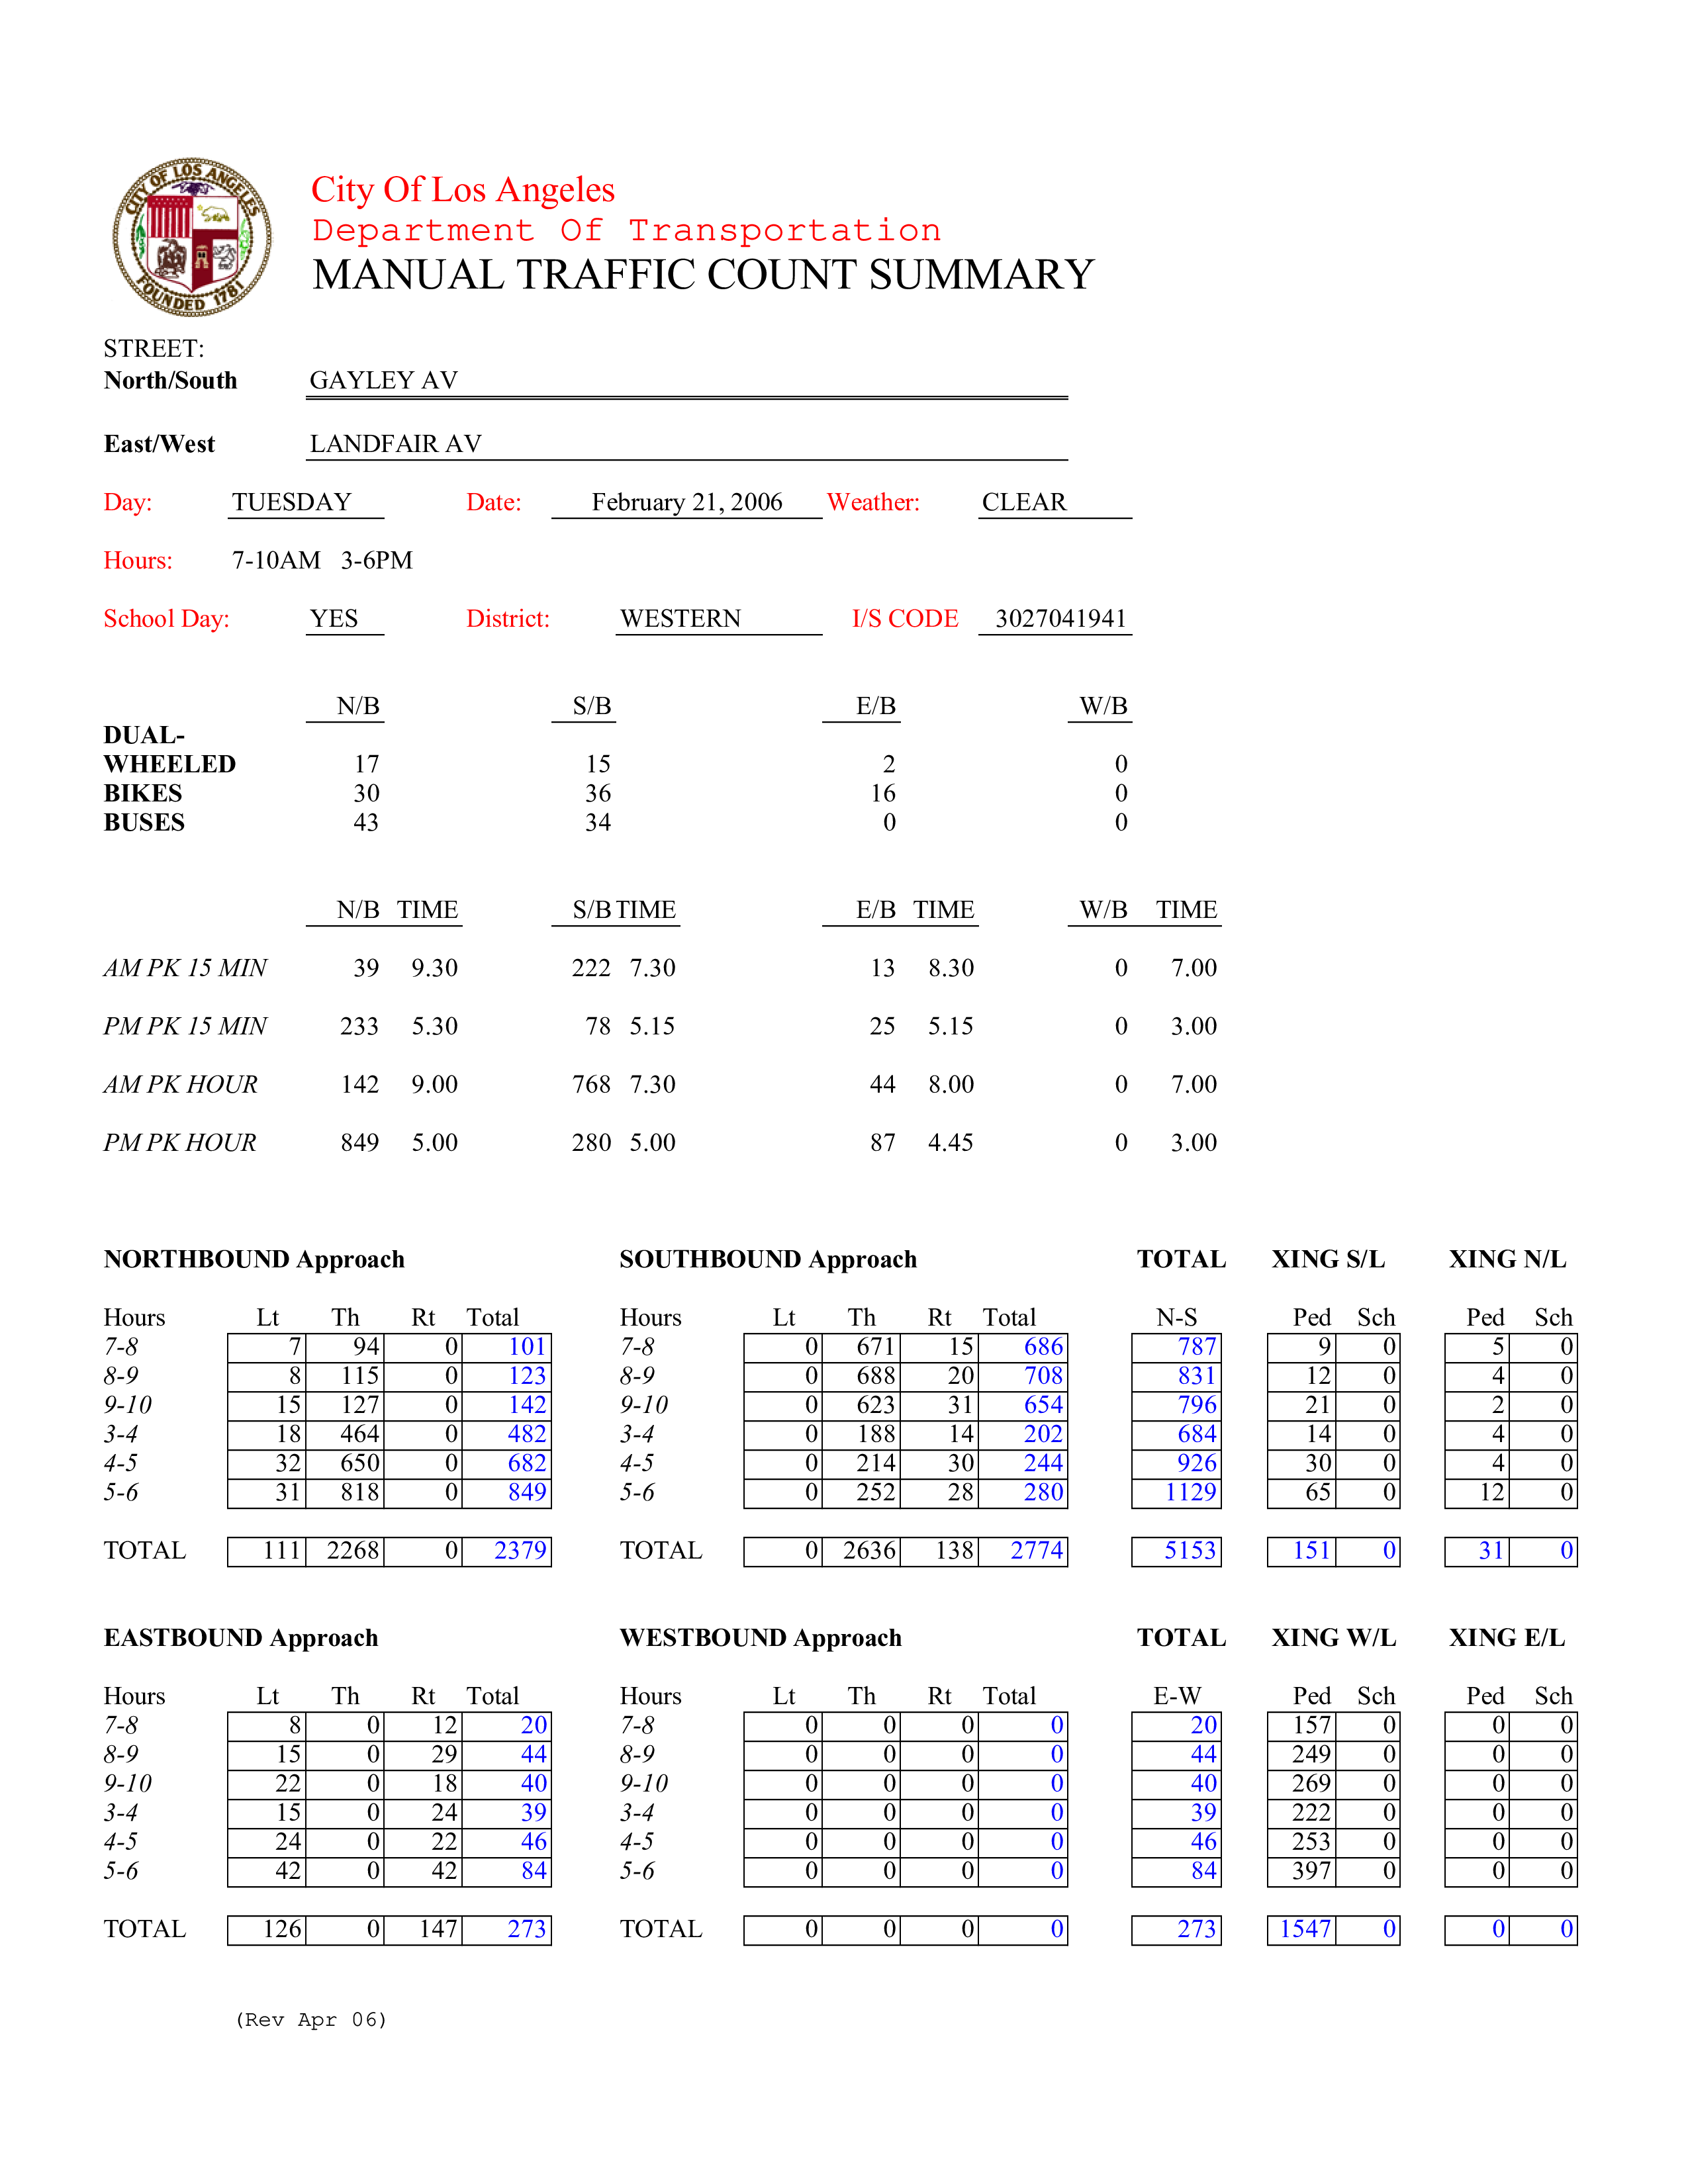 CITY OF LOS ANGELES
FOUNDED 1781
City Of Los Angeles
Department Of Transportation
MANUAL TRAFFIC COUNT SUMMARY
STREET:
North/South GAYLEY AV
East/West LANDFAIR AV
Day: TUESDAY Date: February 21, 2006 Weather: CLEAR
Hours: 7-10AM 3-6PM
School Day: YES District: WESTERN I/S CODE 3027041941
N/B S/B E/B W/B
DUAL-
WHEELED 17 15 2 0
BIKES 30 36 16 0
BUSES 43 34 0 0
N/B TIME S/B TIME E/B TIME W/B TIME
AM PK 15 MIN 39 9.30 222 7.30 13 8.30 0 7.00
PM PK 15 MIN 233 5.30 78 5.15 25 5.15 0 3.00
AM PK HOUR 142 9.00 768 7.30 44 8.00 0 7.00
PM PK HOUR 849 5.00 280 5.00 87 4.45 0 3.00
NORTHBOUND Approach SOUTHBOUND Approach TOTAL XING S/L XING N/L
Hours Lt Th Rt Total Hours Lt Th Rt Total N-S Ped Sch Ped Sch
7-8 7 94 0 101 7-8 0 671 15 686 787 9 0 5 0
8-9 8 115 0 123 8-9 0 688 20 708 831 12 0 4 0
9-10 15 127 0 142 9-10 0 623 31 654 796 21 0 2 0
3-4 18 464 0 482 3-4 0 188 14 202 684 14 0 4 0
4-5 32 650 0 682 4-5 0 214 30 244 926 30 0 4 0
5-6 31 818 0 849 5-6 0 252 28 280 1129 65 0 12 0
TOTAL 111 2268 0 2379 TOTAL 0 2636 138 2774 5153 151 0 31 0
EASTBOUND Approach WESTBOUND Approach TOTAL XING W/L XING E/L
Hours Lt Th Rt Total Hours Lt Th Rt Total E-W Ped Sch Ped Sch
7-8 8 0 12 20 7-8 0 0 0 0 20 157 0 0 0
8-9 15 0 29 44 8-9 0 0 0 0 44 249 0 0 0
9-10 22 0 18 40 9-10 0 0 0 0 40 269 0 0 0
3-4 15 0 24 39 3-4 0 0 0 0 39 222 0 0 0
4-5 24 0 22 46 4-5 0 0 0 0 46 253 0 0 0
5-6 42 0 42 84 5-6 0 0 0 0 84 397 0 0 0
TOTAL 126 0 147 273 TOTAL 0 0 0 0 273 1547 0 0 0
(Rev Apr 06)